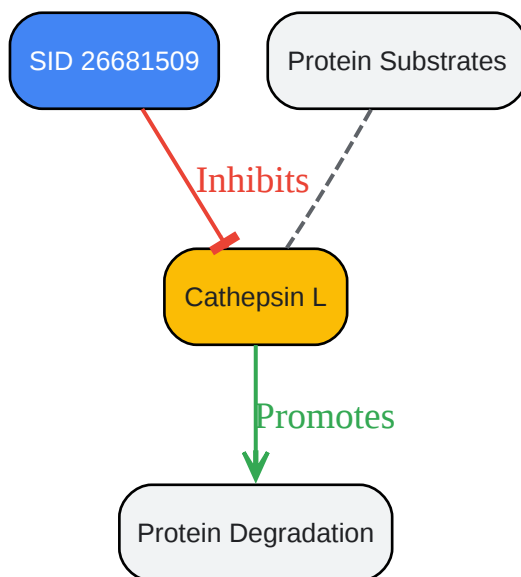 SID 26681509
Protein Substrates
Inhibits
Cathepsin L
Promotes
Protein Degradation